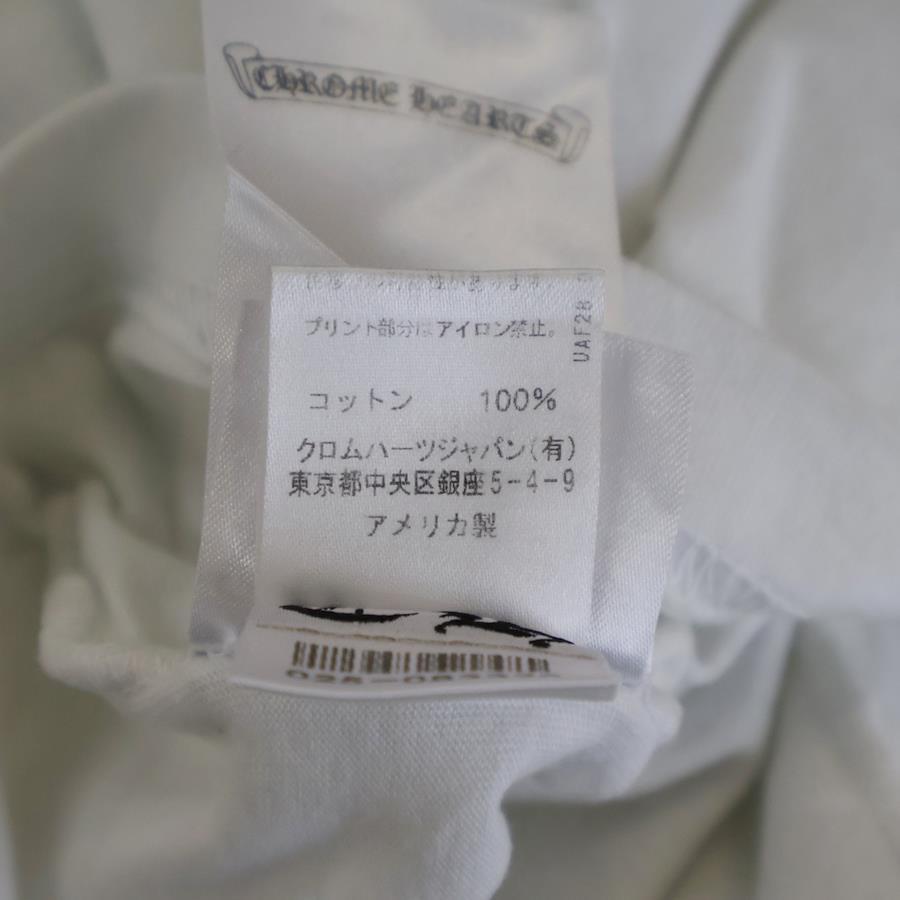 CHROME HEARTS
プリント部分はアイロン禁止。
UAF28
コットン 100%
クロムハーツジャパン(有)
東京都中央区銀座5-4-9
アメリカ製